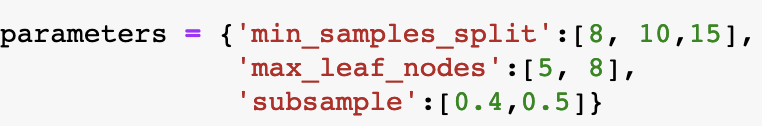 parameters = {'min_samples_split':[8, 10,15],
'max_leaf_nodes':[5, 8],
'subsample':[0.4,0.5]}